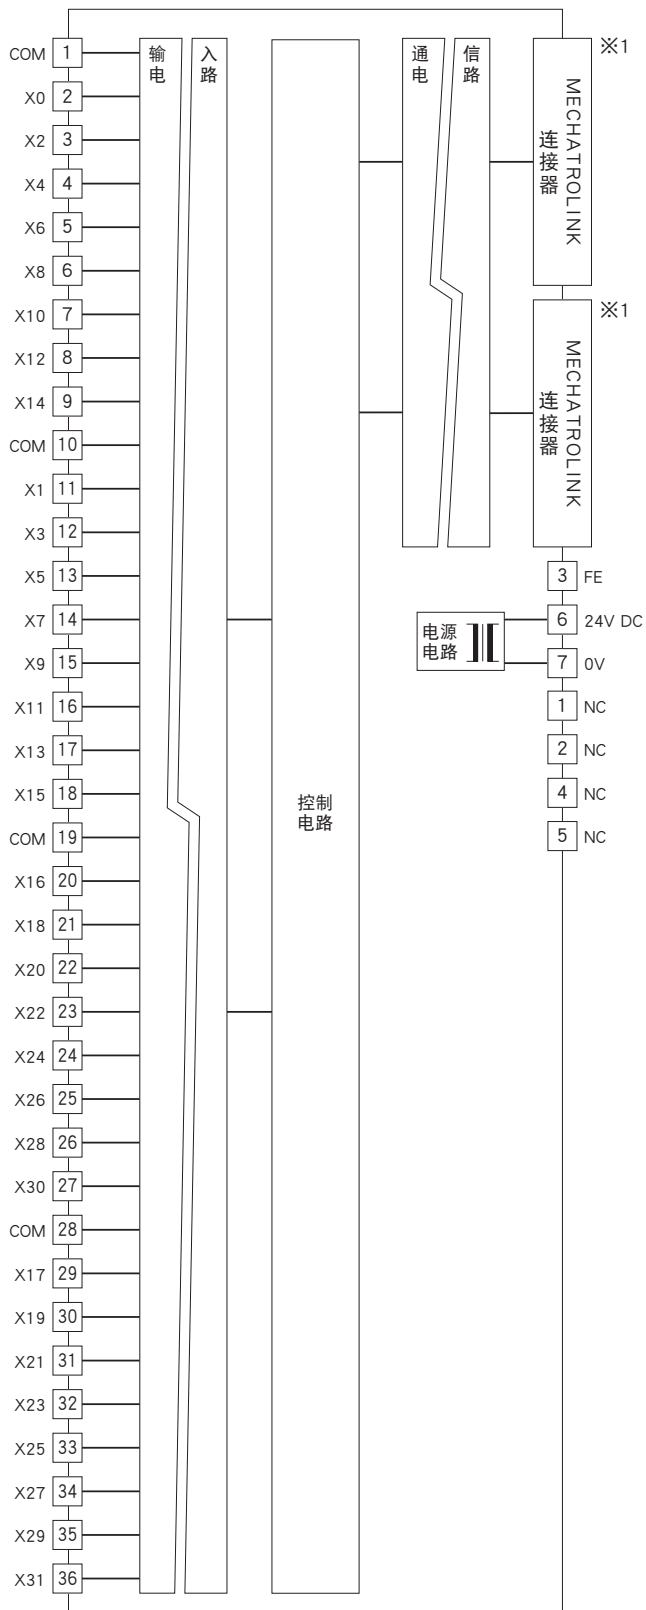 COM 1
X0 2
X2 3
X4 4
X6 5
X8 6
X10 7
X12 8
X14 9
COM 10
X1 11
X3 12
X5 13
X7 14
X9 15
X11 16
X13 17
X15 18
COM 19
X16 20
X18 21
X20 22
X22 23
X24 24
X26 25
X28 26
X30 27
COM 28
X17 29
X19 30
X21 31
X23 32
X25 33
X27 34
X29 35
X31 36
输入
电路
控制
电路
通信
电路
MECHATROLINK
连接器
※1
MECHATROLINK
连接器
※1
电源
电路
3 FE
6 24V DC
7 0V
1 NC
2 NC
4 NC
5 NC